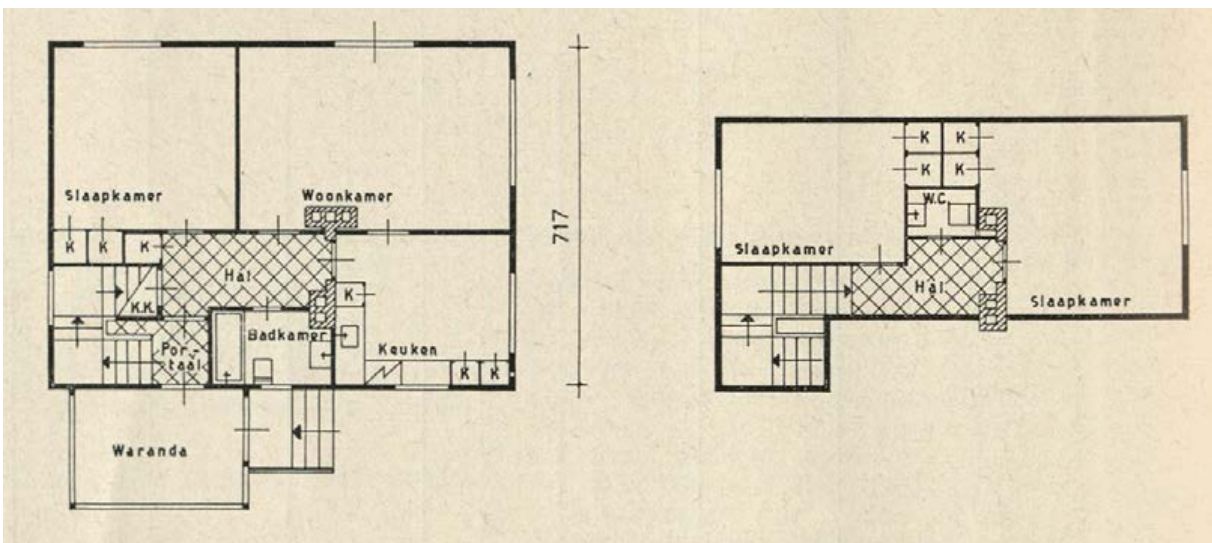 Slaapkamer
Woonkamer
K
K
K
Hal
K.K.
K
Badkamer
Por-
taal
Keuken
K
K
Waranda
717
K
K
K
K
W.C.
Slaapkamer
Hal
Slaapkamer